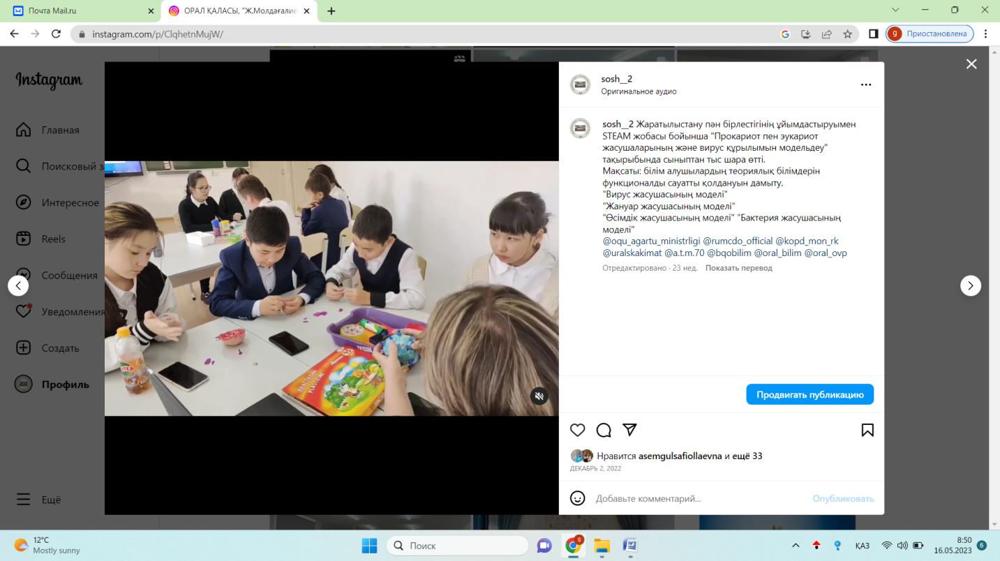 Почта Mail.ru
ОРАЛ ҚАЛАСЫ, "Ж.Молдағалие
instagram.com/p/ClqhetnMujW/
g Приостановлена
Instagram
Главная
Поисковый з
Интересное
Reels
Сообщения
Уведомления
Создать
Профиль
Ещё
ПЛАСТИЛИН
PLASTICINE
sosh__2
Оригинальное аудио
sosh__2 Жаратылыстану пән бірлестігінің ұйымдастыруымен
STEAM жобасы бойынша "Прокариот пен эукариот
жасушаларының және вирус құрылымын модельдеу"
тақырыбында сыныптан тыс шара өтті.
Мақсаты: білім алушылардың теориялық білімдерін
функционалды сауатты қолдануын дамыту.
"Вирус жасушасының моделі"
"Жануар жасушасының моделі"
"Өсімдік жасушасының моделі" "Бактерия жасушасының
моделі"
@oqu_agartu_ministrligi @rumcdo_official @kopd_mon_rk
@uralskakimat @a.t.m.70 @bqobilim @oral_bilim @oral_ovp
Отредактировано · 23 нед. Показать перевод
Продвигать публикацию
Нравится asemgulsafiollaevna и ещё 33
ДЕКАБРЬ 2, 2022
Добавьте комментарий...
Опубликовать
12°C
Mostly sunny
Поиск
ҚАЗ
8:50
16.05.2023
6